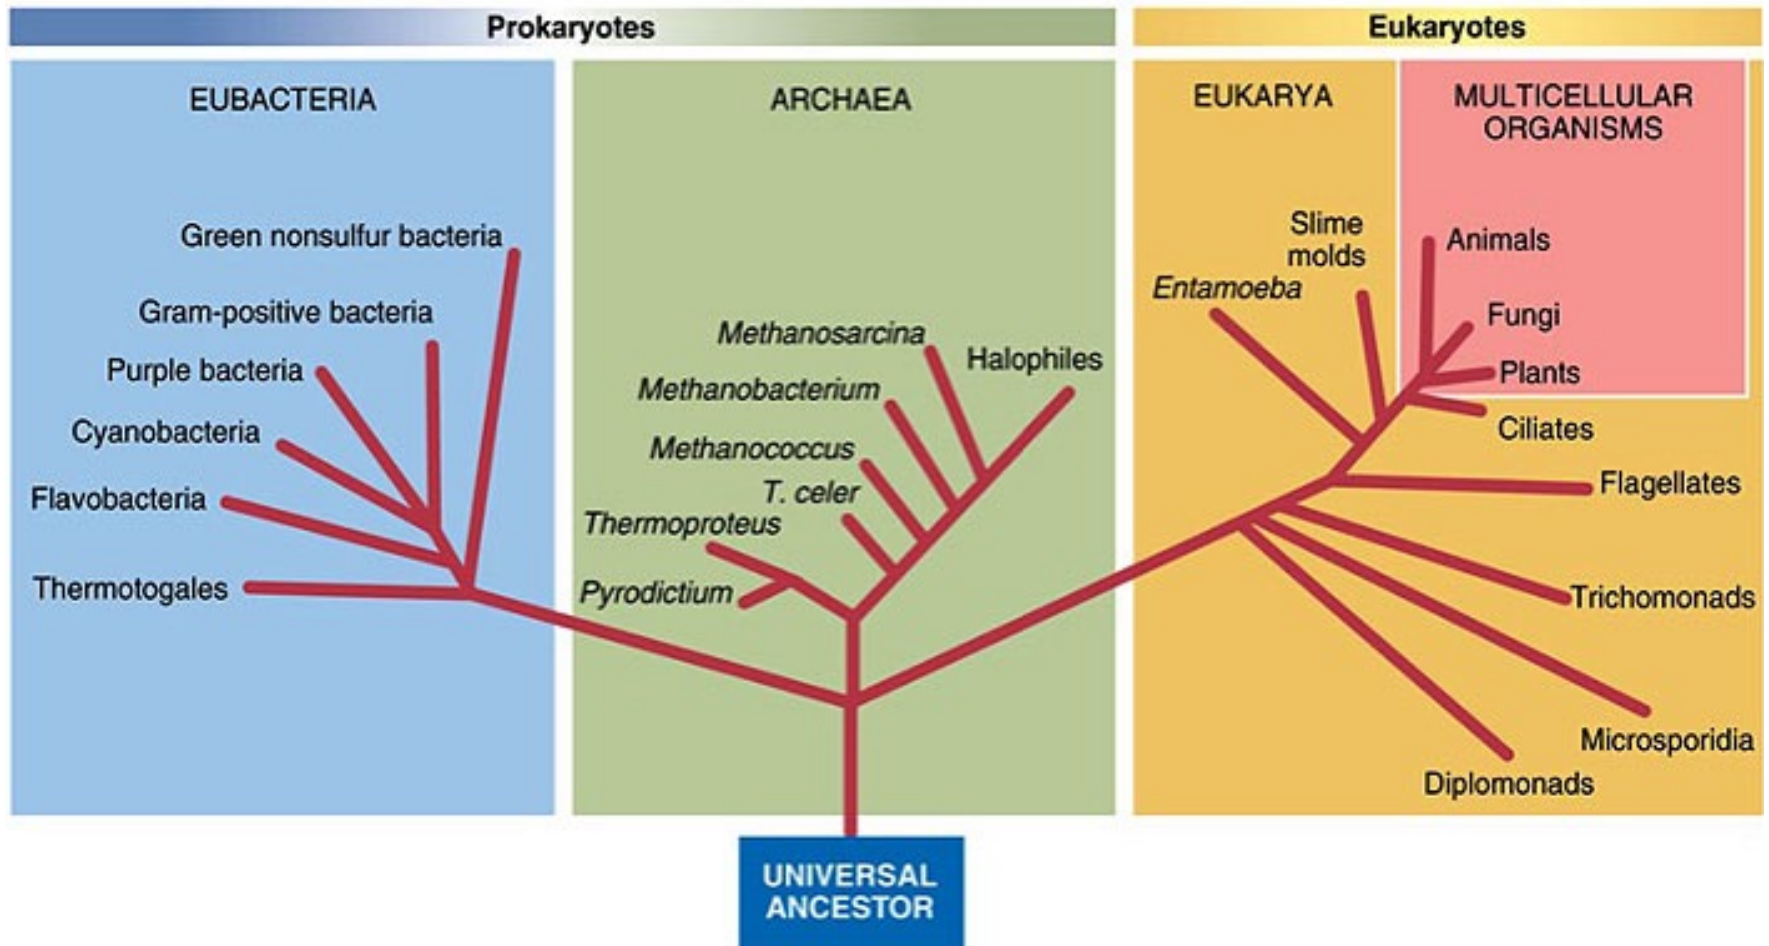 Prokaryotes
Eukaryotes
EUBACTERIA
ARCHAEA
EUKARYA
MULTICELLULAR
ORGANISMS
Green nonsulfur bacteria
Gram-positive bacteria
Purple bacteria
Cyanobacteria
Flavobacteria
Thermotogales
Methanosarcina
Halophiles
Methanobacterium
Methanococcus
T. celer
Thermoproteus
Pyrodictium
Slime
molds
Entamoeba
Animals
Fungi
Plants
Ciliates
Flagellates
Trichomonads
Microsporidia
Diplomonads
UNIVERSAL
ANCESTOR